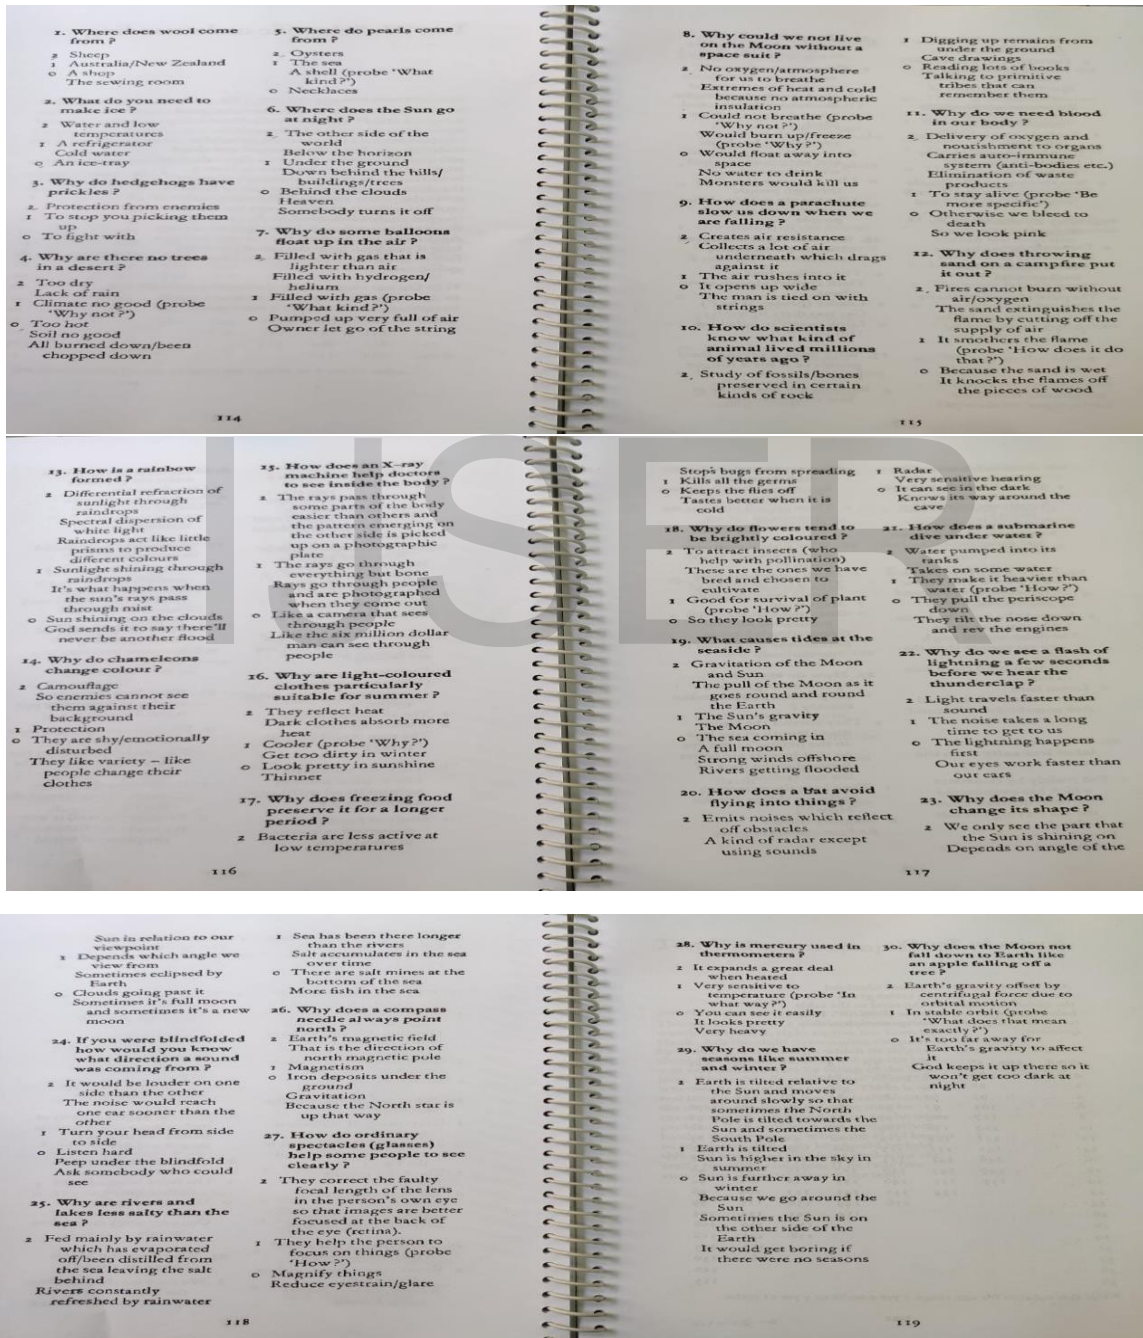 1. Where does wool come
from ?
2 Sheep
1 Australia/New Zealand
0 A shop
The sewing room
2. What do you need to
make ice ?
2 Water and low
temperatures
1 A refrigerator
Cold water
0 An ice-tray
3. Why do hedgehogs have
prickles ?
2 Protection from enemies
1 To stop you picking them
up
0 To fight with
4. Why are there no trees
in a desert ?
2 Too dry
Lack of rain
1 Climate no good (probe
'Why not ?')
0 Too hot
Soil no good
All burned down/been
chopped down
5. Where do pearls come
from ?
2 Oysters
1 The sea
A shell (probe 'What
kind ?')
0 Necklaces
6. Where does the Sun go
at night ?
2 The other side of the
world
Below the horizon
1 Under the ground
Down behind the hills/
buildings/trees
0 Behind the clouds
Heaven
Somebody turns it off
7. Why do some balloons
float up in the air ?
2 Filled with gas that is
lighter than air
Filled with hydrogen/
helium
1 Filled with gas (probe
'What kind ?')
0 Pumped up very full of air
Owner let go of the string
114
8. Why could we not live
on the Moon without a
space suit ?
2 No oxygen/atmosphere
for us to breathe
Extremes of heat and cold
because no atmospheric
insulation
1 Could not breathe (probe
'Why not ?')
Would burn up/freeze
(probe 'Why ?')
0 Would float away into
space
No water to drink
Monsters would kill us
9. How does a parachute
slow us down when we
are falling ?
2 Creates air resistance
Collects a lot of air
underneath which drags
against it
1 The air rushes into it
0 It opens up wide
The man is tied on with
strings
10. How do scientists
know what kind of
animal lived millions
of years ago ?
2 Study of fossils/bones
preserved in certain
kinds of rock
1 Digging up remains from
under the ground
Cave drawings
0 Reading lots of books
Talking to primitive
tribes that can
remember them
11. Why do we need blood
in our body ?
2 Delivery of oxygen and
nourishment to organs
Carries auto-immune
system (anti-bodies etc.)
Elimination of waste
products
1 To stay alive (probe 'Be
more specific')
0 Otherwise we bleed to
death
So we look pink
12. Why does throwing
sand on a campfire put
it out ?
2 Fires cannot burn without
air/oxygen
The sand extinguishes the
flame by cutting off the
supply of air
1 It smothers the flame
(probe 'How does it do
that ?')
0 Because the sand is wet
It knocks the flames off
the pieces of wood
115
IJSER
13. How is a rainbow
formed ?
2 Differential refraction of
sunlight through
raindrops
Spectral dispersion of
white light
Raindrops act like little
prisms to produce
different colours
1 Sunlight shining through
raindrops
It's what happens when
the sun's rays pass
through mist
0 Sun shining on the clouds
God sends it to say there'll
never be another flood
14. Why do chameleons
change colour ?
2 Camouflage
So enemies cannot see
them against their
background
1 Protection
0 They are shy/emotionally
disturbed
They like variety – like
people change their
clothes
15. How does an X-ray
machine help doctors
to see inside the body ?
2 The rays pass through
some parts of the body
easier than others and
the pattern emerging on
the other side is picked
up on a photographic
plate
1 The rays go through
everything but bone
Rays go through people
and are photographed
when they come out
0 Like a camera that sees
through people
Like the six million dollar
man can see through
people
16. Why are light-coloured
clothes particularly
suitable for summer ?
2 They reflect heat
Dark clothes absorb more
heat
1 Cooler (probe 'Why ?')
Get too dirty in winter
0 Look pretty in sunshine
Thinner
17. Why does freezing food
preserve it for a longer
period ?
2 Bacteria are less active at
low temperatures
116
Stops bugs from spreading
1 Kills all the germs
0 Keeps the flies off
Tastes better when it is
cold
18. Why do flowers tend to
be brightly coloured ?
2 To attract insects (who
help with pollination)
These are the ones we have
bred and chosen to
cultivate
1 Good for survival of plant
(probe 'How ?')
0 So they look pretty
19. What causes tides at the
seaside ?
2 Gravitation of the Moon
and Sun
The pull of the Moon as it
goes round and round
the Earth
1 The Sun's gravity
The Moon
0 The sea coming in
A full moon
Strong winds offshore
Rivers getting flooded
20. How does a bat avoid
flying into things ?
2 Emits noises which reflect
off obstacles
A kind of radar except
using sounds
1 Radar
Very sensitive hearing
0 It can see in the dark
Knows its way around the
cave
21. How does a submarine
dive under water ?
2 Water pumped into its
tanks
Takes on some water
1 They make it heavier than
water (probe 'How ?')
0 They pull the periscope
down
They tilt the nose down
and rev the engines
22. Why do we see a flash of
lightning a few seconds
before we hear the
thunderclap ?
2 Light travels faster than
sound
1 The noise takes a long
time to get to us
0 The lightning happens
first
Our eyes work faster than
our ears
23. Why does the Moon
change its shape ?
2 We only see the part that
the Sun is shining on
Depends on angle of the
117
Sun in relation to our
viewpoint
1 Depends which angle we
view from
Sometimes eclipsed by
Earth
0 Clouds going past it
Sometimes it's full moon
and sometimes it's a new
moon
24. If you were blindfolded
how would you know
what direction a sound
was coming from ?
2 It would be louder on one
side than the other
The noise would reach
one ear sooner than the
other
1 Turn your head from side
to side
0 Listen hard
Peep under the blindfold
Ask somebody who could
see
25. Why are rivers and
lakes less salty than the
sea ?
2 Fed mainly by rainwater
which has evaporated
off/been distilled from
the sea leaving the salt
behind
Rivers constantly
refreshed by rainwater
1 Sea has been there longer
than the rivers
Salt accumulates in the sea
over time
0 There are salt mines at the
bottom of the sea
More fish in the sea
26. Why does a compass
needle always point
north ?
2 Earth's magnetic field
That is the direction of
north magnetic pole
1 Magnetism
0 Iron deposits under the
ground
Gravitation
Because the North star is
up that way
27. How do ordinary
spectacles (glasses)
help some people to see
clearly ?
2 They correct the faulty
focal length of the lens
in the person's own eye
so that images are better
focused at the back of
the eye (retina).
1 They help the person to
focus on things (probe
'How ?')
0 Magnify things
Reduce eyestrain/glare
118
28. Why is mercury used in
thermometers ?
2 It expands a great deal
when heated
1 Very sensitive to
temperature (probe 'In
what way ?')
0 You can see it easily
It looks pretty
Very heavy
29. Why do we have
seasons like summer
and winter ?
2 Earth is tilted relative to
the Sun and moves
around slowly so that
sometimes the North
Pole is tilted towards the
Sun and sometimes the
South Pole
1 Earth is tilted
Sun is higher in the sky in
summer
0 Sun is further away in
winter
Because we go around the
Sun
Sometimes the Sun is on
the other side of the
Earth
It would get boring if
there were no seasons
30. Why does the Moon not
fall down to Earth like
an apple falling off a
tree ?
2 Earth's gravity offset by
centrifugal force due to
orbital motion
1 In stable orbit (probe
'What does that mean
exactly ?')
0 It's too far away for
Earth's gravity to affect
it
God keeps it up there so it
won't get too dark at
night
119